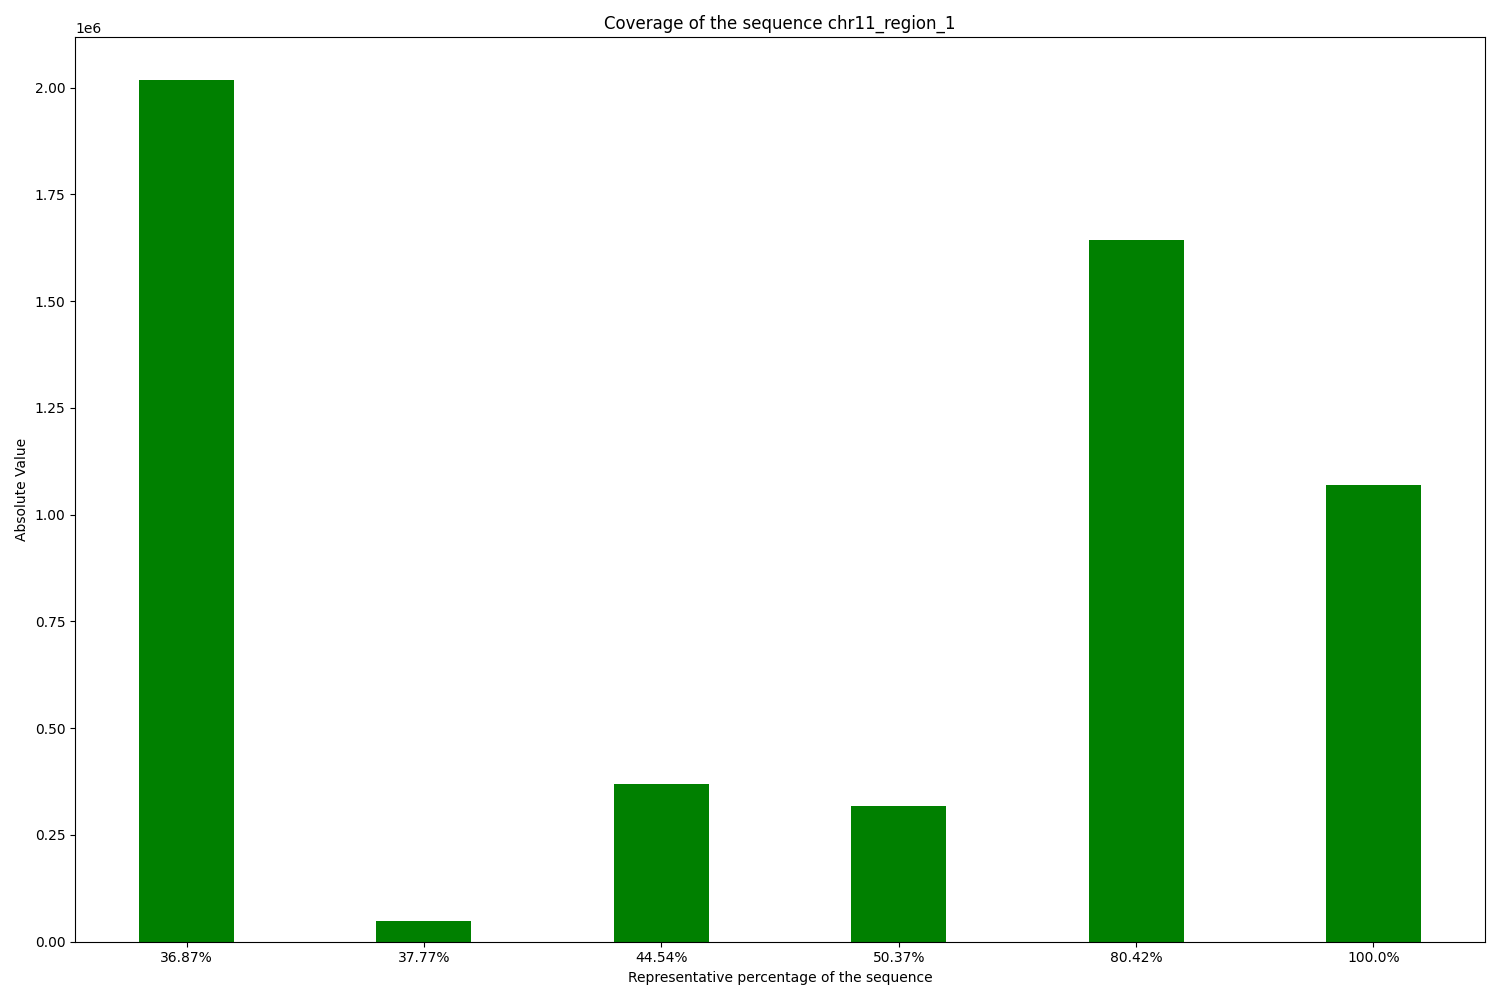 Coverage of the sequence chr11_region_1
1e6
2.00
1.75
1.50
1.25
1.00
0.75
0.50
0.25
0.00
Absolute Value
36.87% 37.77% 44.54% 50.37% 80.42% 100.0%
Representative percentage of the sequence